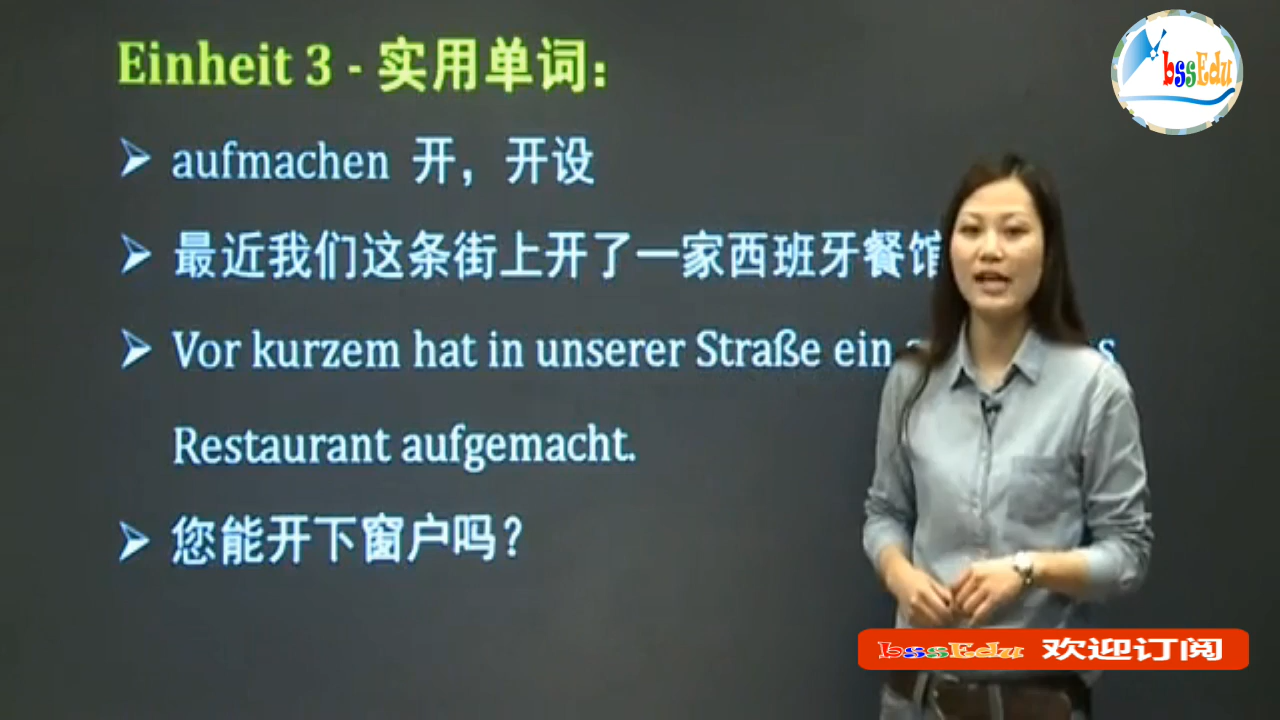 bssEdu
Einheit 3 - 实用单词：
aufmachen 开，开设
最近我们这条街上开了一家西班牙餐馆
Vor kurzem hat in unserer Straße ein
Restaurant aufgemacht.
您能开下窗户吗？
bssEdu 欢迎订阅